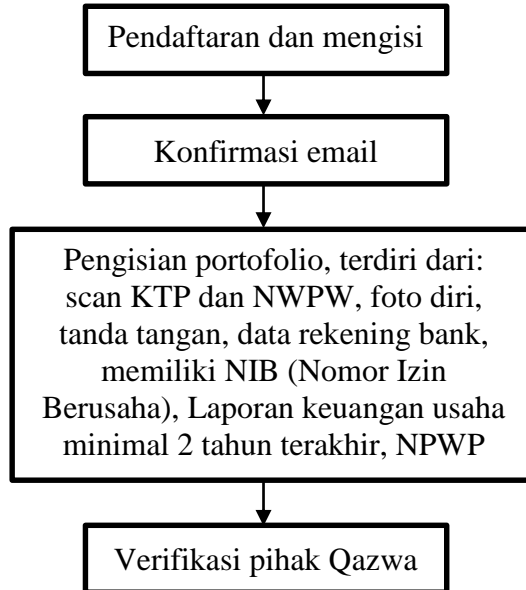 Pendaftaran dan mengisi
Konfirmasi email
Pengisian portofolio, terdiri dari:
scan KTP dan NWPW, foto diri,
tanda tangan, data rekening bank,
memiliki NIB (Nomor Izin
Berusaha), Laporan keuangan usaha
minimal 2 tahun terakhir, NPWP
Verifikasi pihak Qazwa